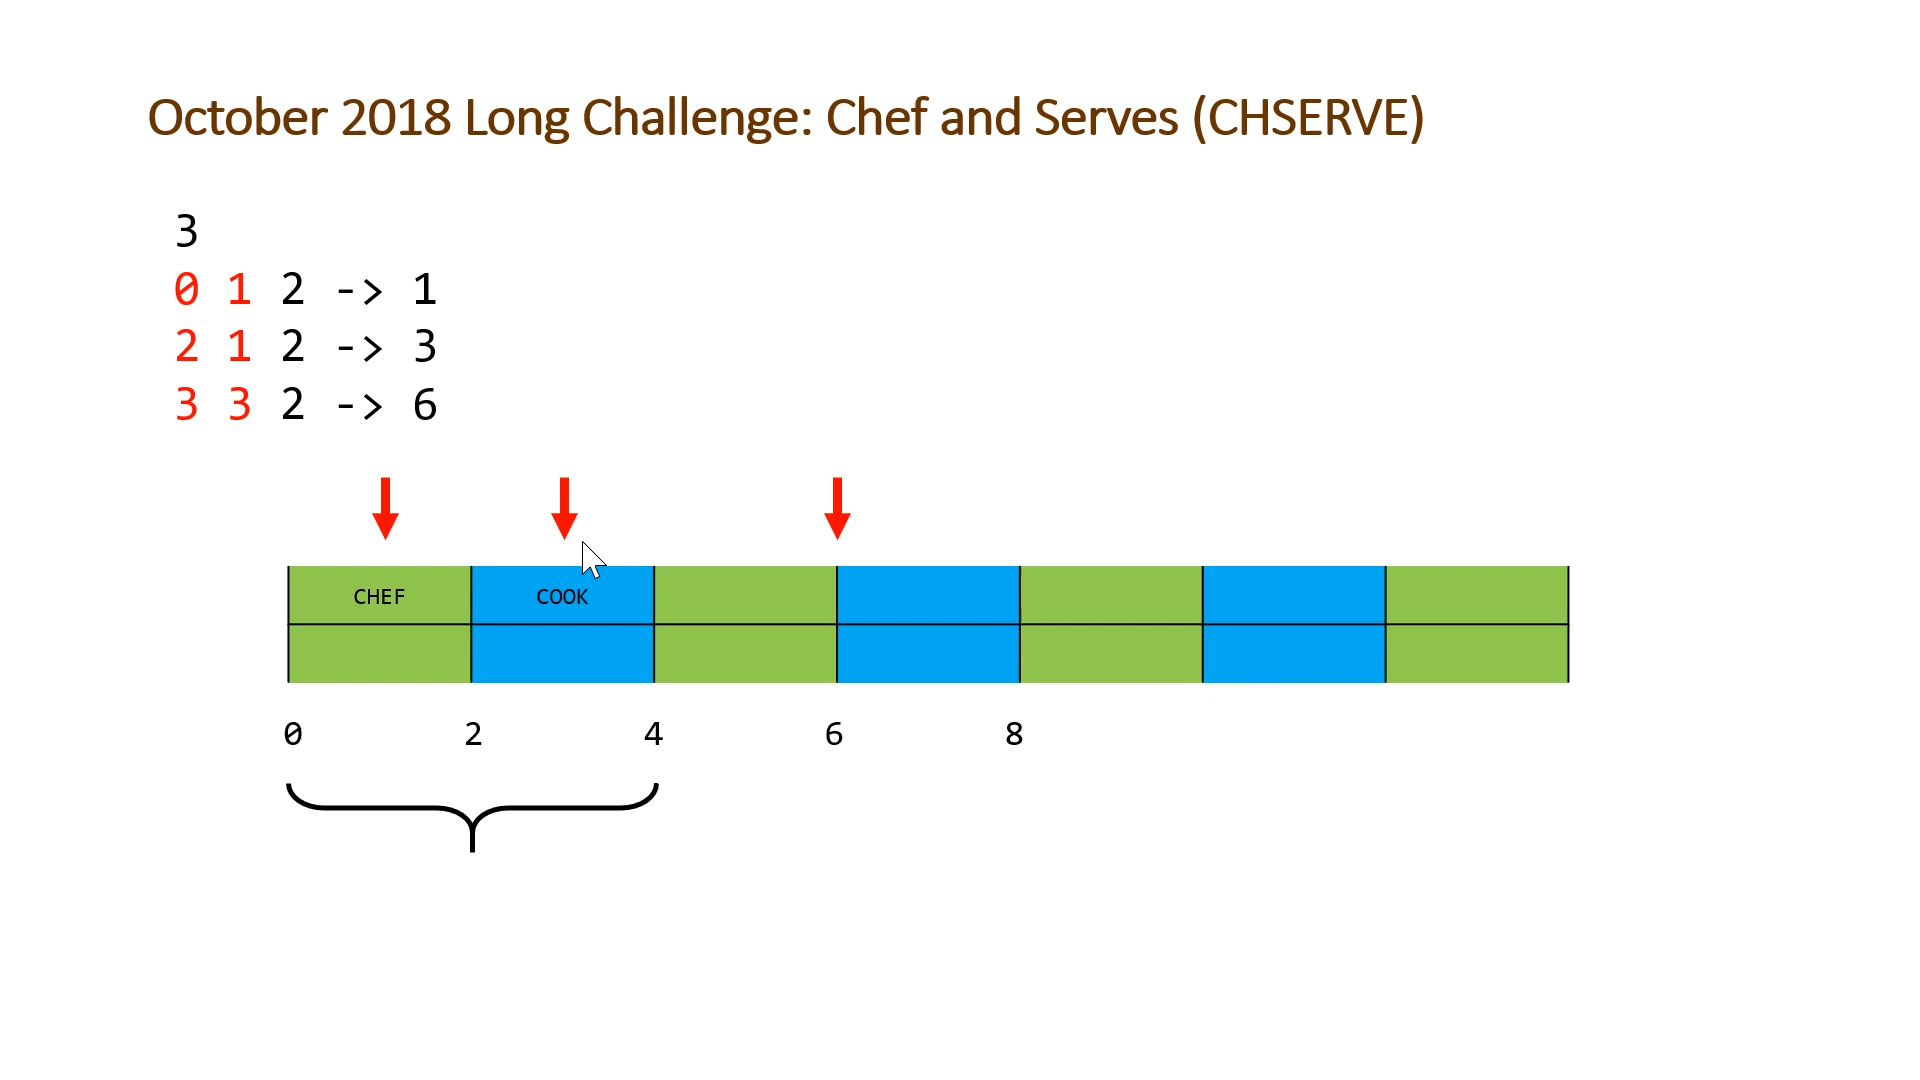 October 2018 Long Challenge: Chef and Serves (CHSERVE)
3
0 1 2 -> 1
2 1 2 -> 3
3 3 2 -> 6
CHEF COOK
0 2 4 6 8